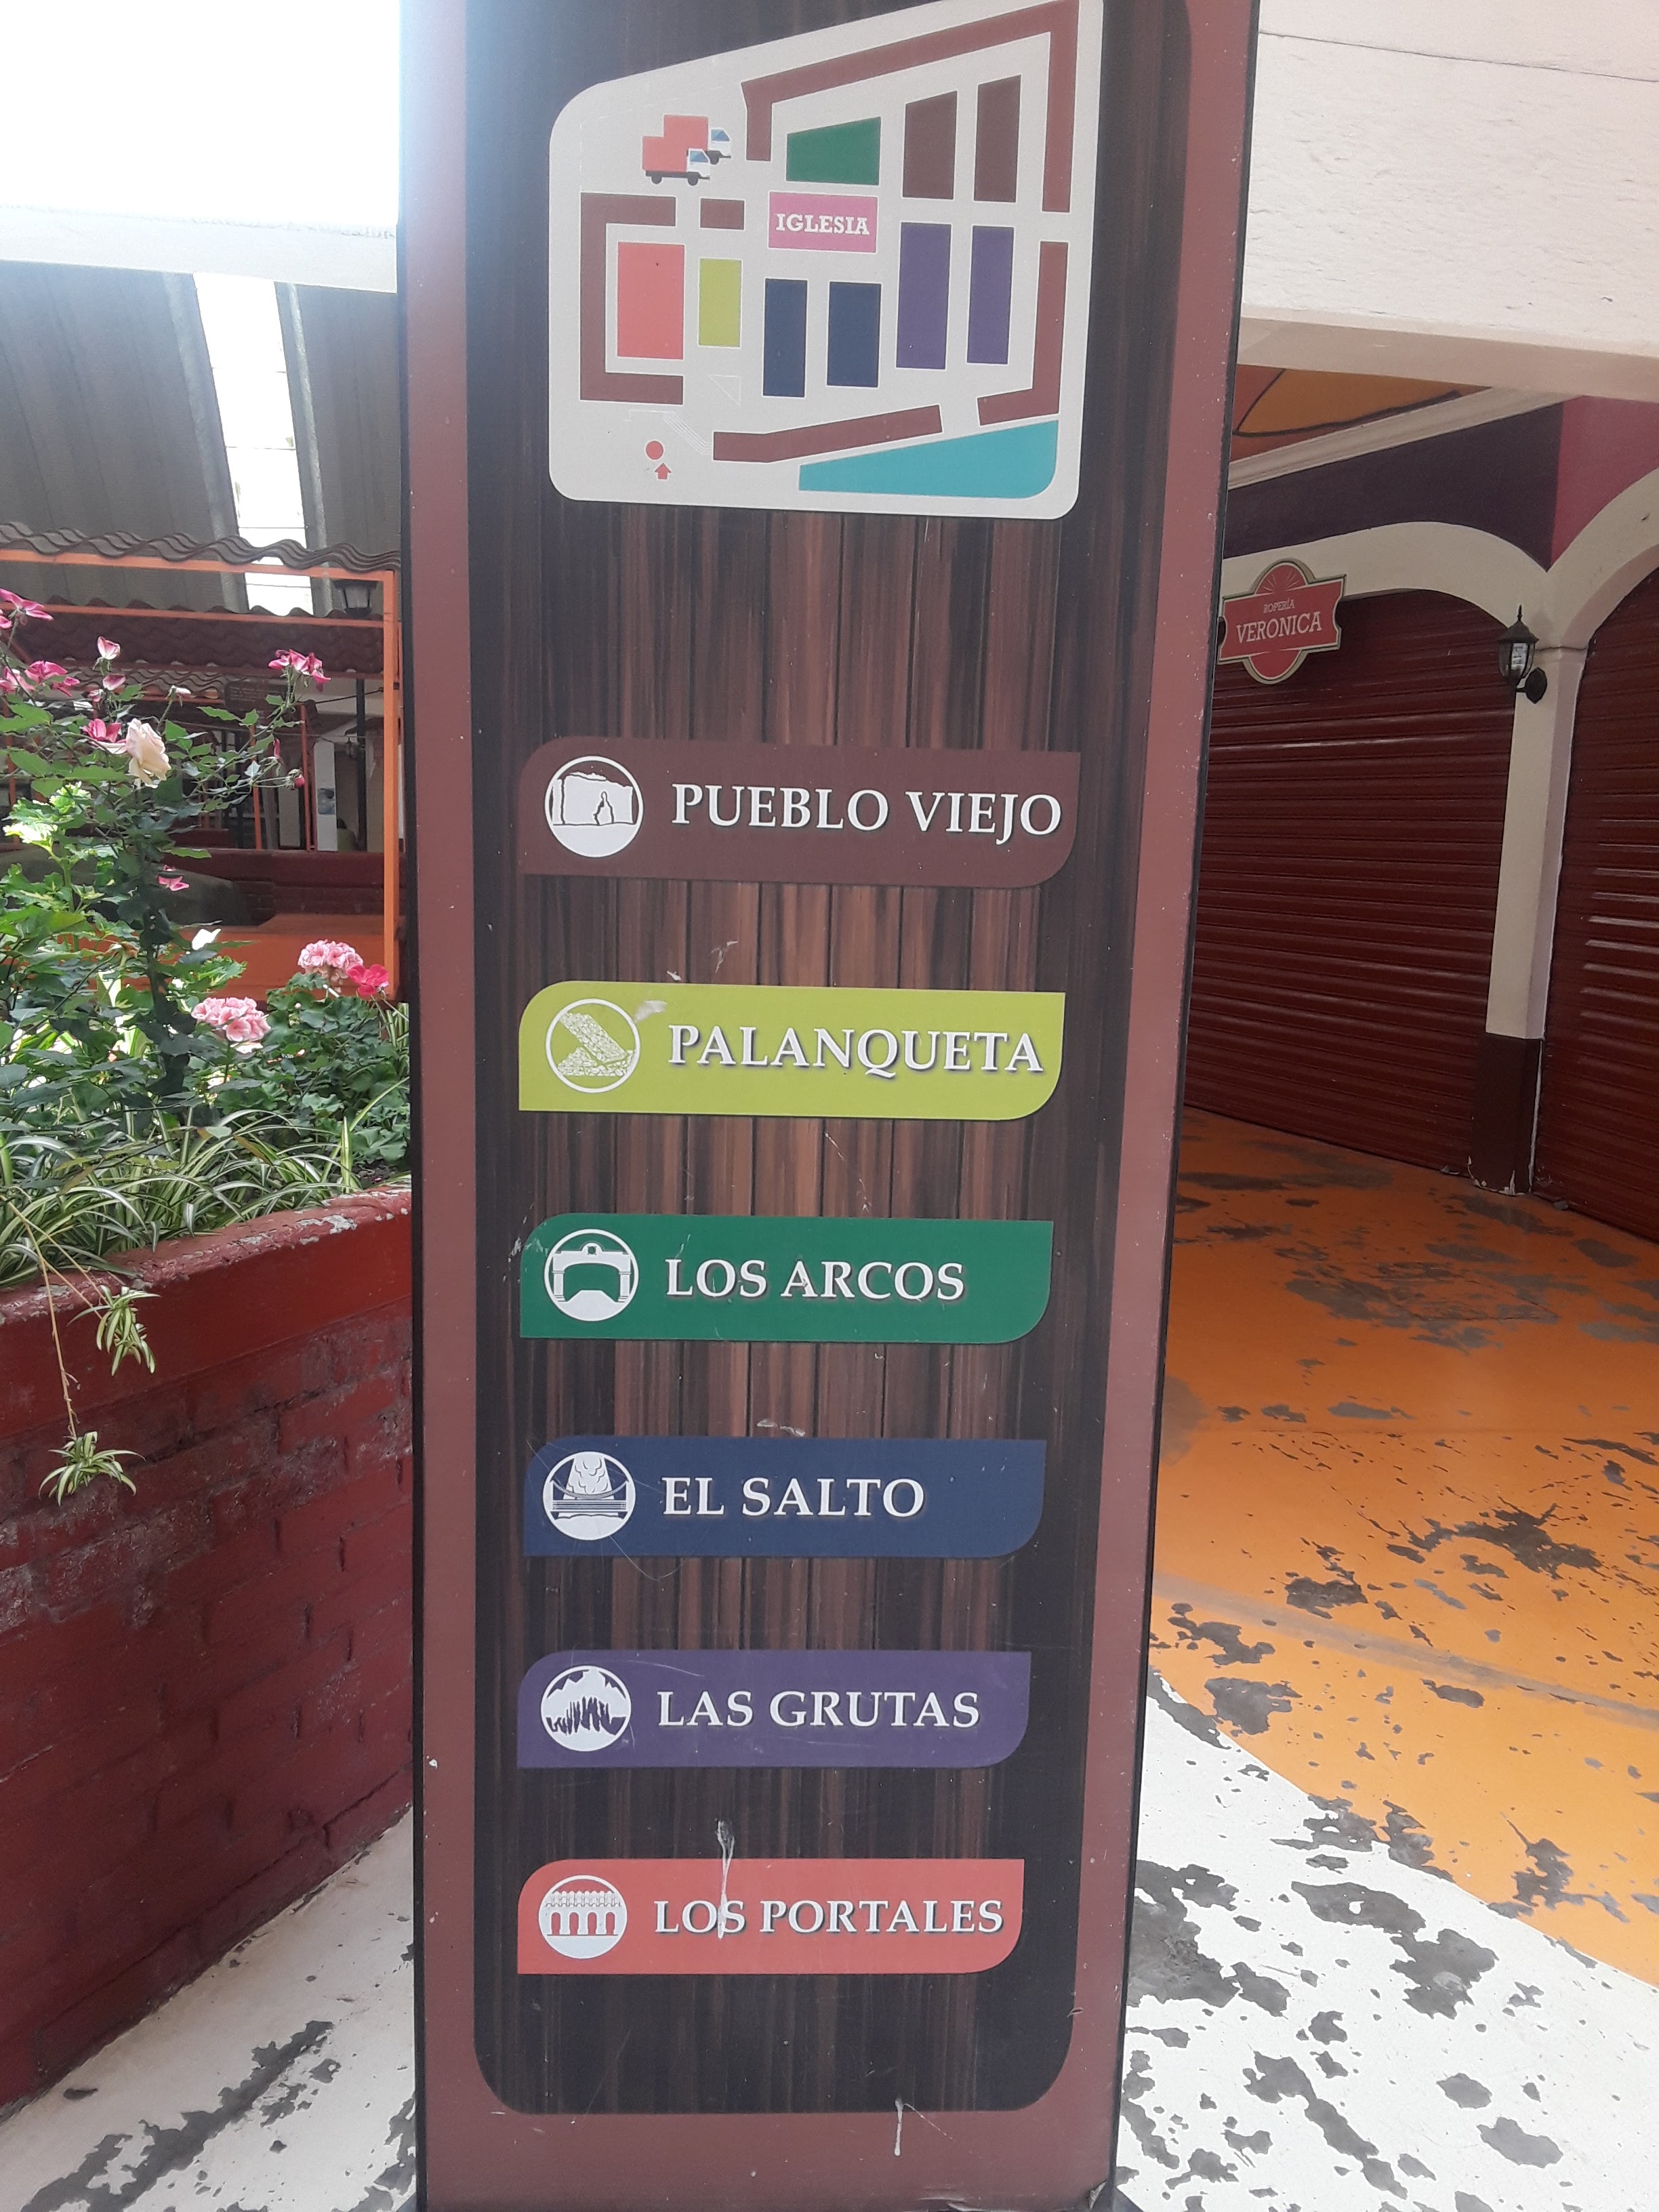 IGLESIA
ROPERÍA
VERONICA
PUEBLO VIEJO
PALANQUETA
LOS ARCOS
EL SALTO
LAS GRUTAS
LOS PORTALES